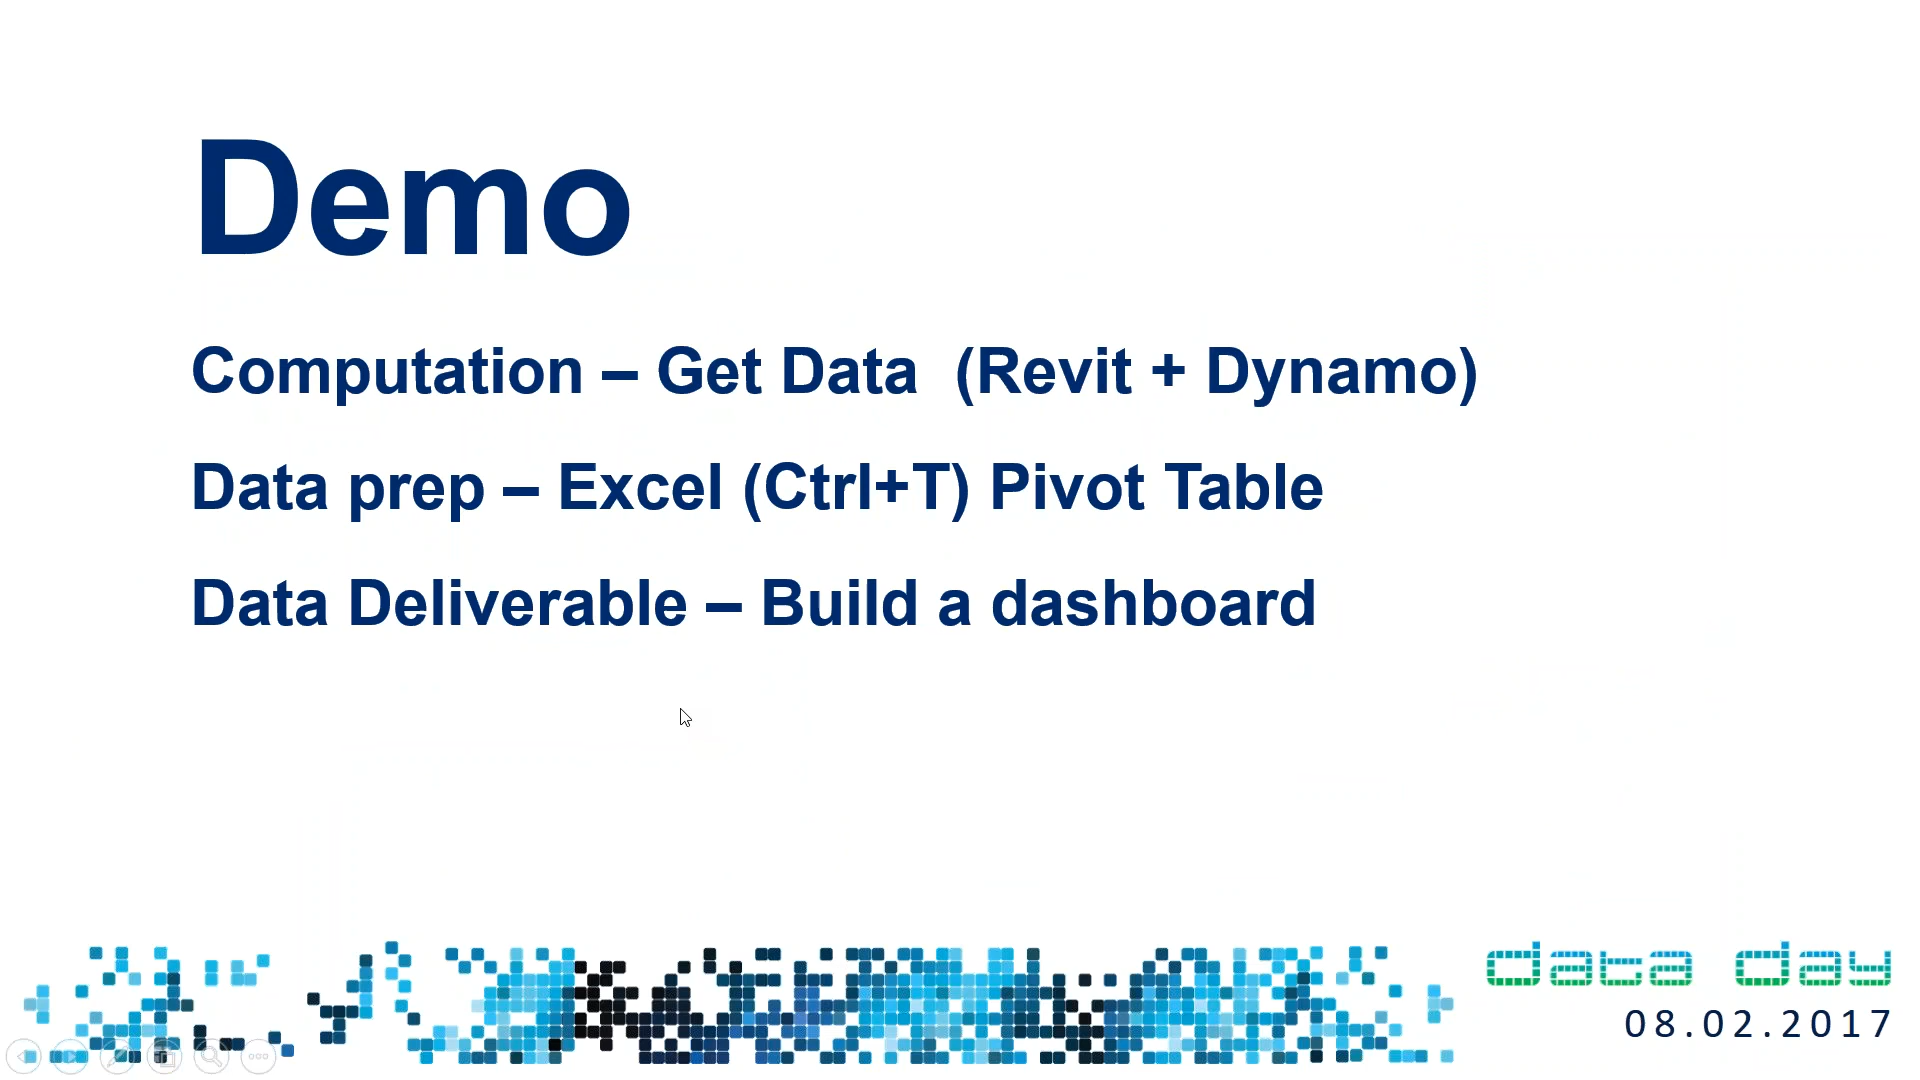 Demo
Computation – Get Data  (Revit + Dynamo)
Data prep – Excel (Ctrl+T) Pivot Table
Data Deliverable – Build a dashboard
data day
08.02.2017